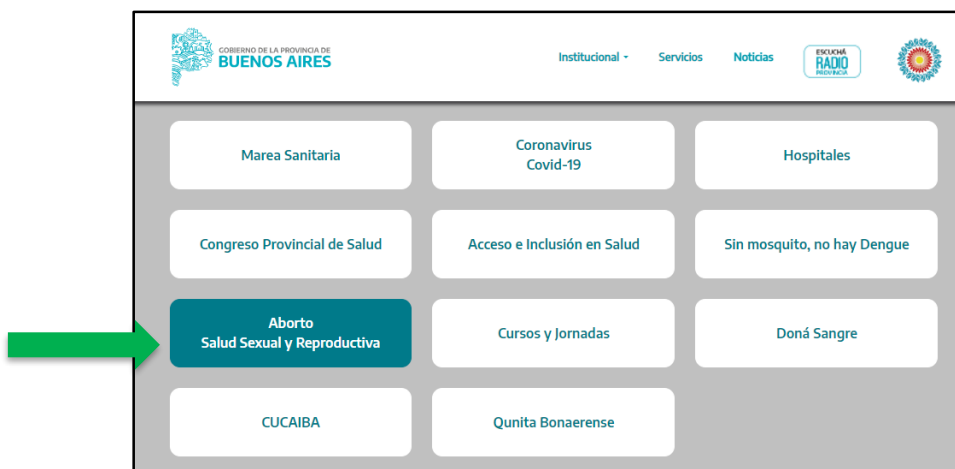 GOBIERNO DE LA PROVINCIA DE
BUENOS AIRES
Institucional
Servicios
Noticias
ESCUCHÁ
RADIO
PROVINCIA
Marea Sanitaria
Coronavirus
Covid-19
Hospitales
Congreso Provincial de Salud
Acceso e Inclusión en Salud
Sin mosquito, no hay Dengue
Aborto
Salud Sexual y Reproductiva
Cursos y Jornadas
Doná Sangre
CUCAIBA
Qunita Bonaerense